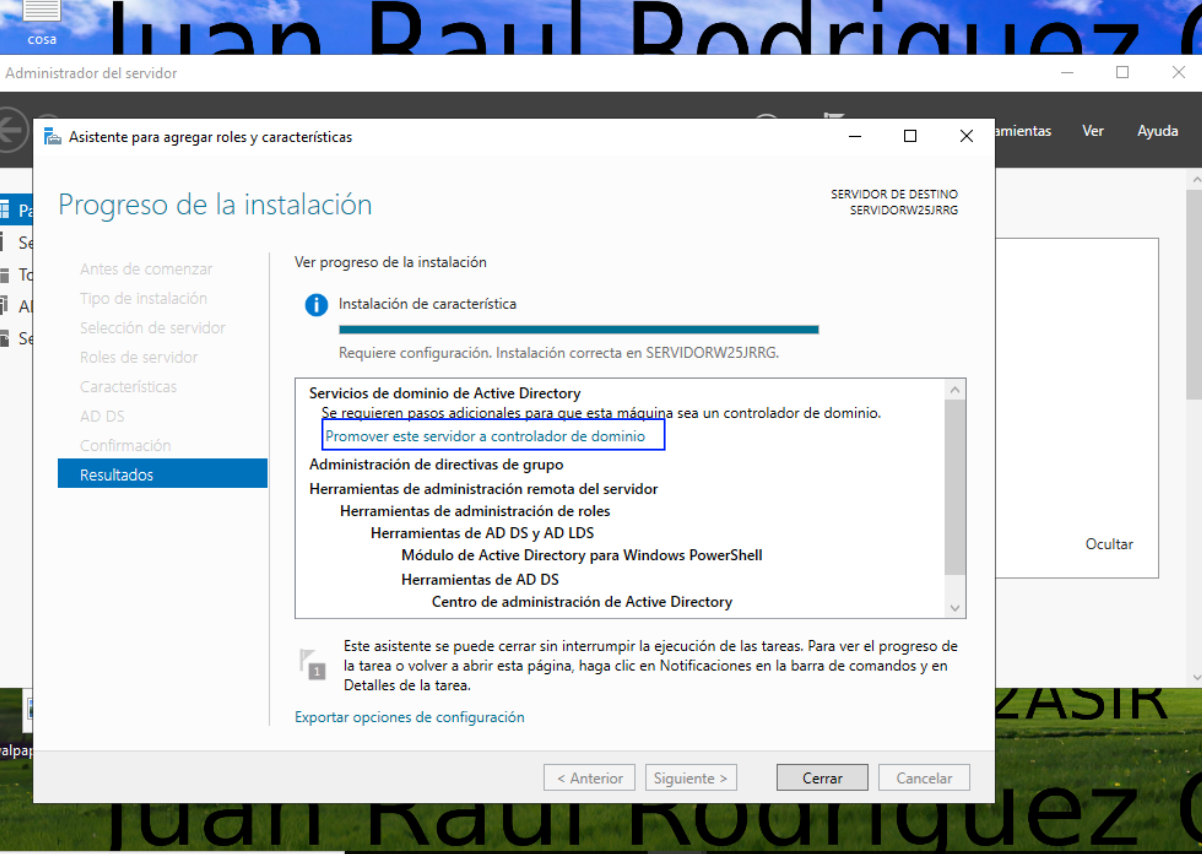 cosa
Juan Raul Rodriguez
Administrador del servidor
amientas Ver Ayuda
Asistente para agregar roles y características
Progreso de la instalación
SERVIDOR DE DESTINO
SERVIDORW25JRRG
Pa
Se
To
Se
Antes de comenzar
Tipo de instalación
Selección de servidor
Roles de servidor
Características
AD DS
Confirmación
Resultados
Ver progreso de la instalación
Instalación de característica
Requiere configuración. Instalación correcta en SERVIDORW25JRRG.
Servicios de dominio de Active Directory
Se requieren pasos adicionales para que esta máquina sea un controlador de dominio.
Promover este servidor a controlador de dominio
Administración de directivas de grupo
Herramientas de administración remota del servidor
Herramientas de administración de roles
Herramientas de AD DS y AD LDS
Módulo de Active Directory para Windows PowerShell
Herramientas de AD DS
Centro de administración de Active Directory
Ocultar
1
Este asistente se puede cerrar sin interrumpir la ejecución de las tareas. Para ver el progreso de
la tarea o volver a abrir esta página, haga clic en Notificaciones en la barra de comandos y en
Detalles de la tarea.
Exportar opciones de configuración
2ASIR
< Anterior Siguiente > Cerrar Cancelar
Juan Raul Rodriguez